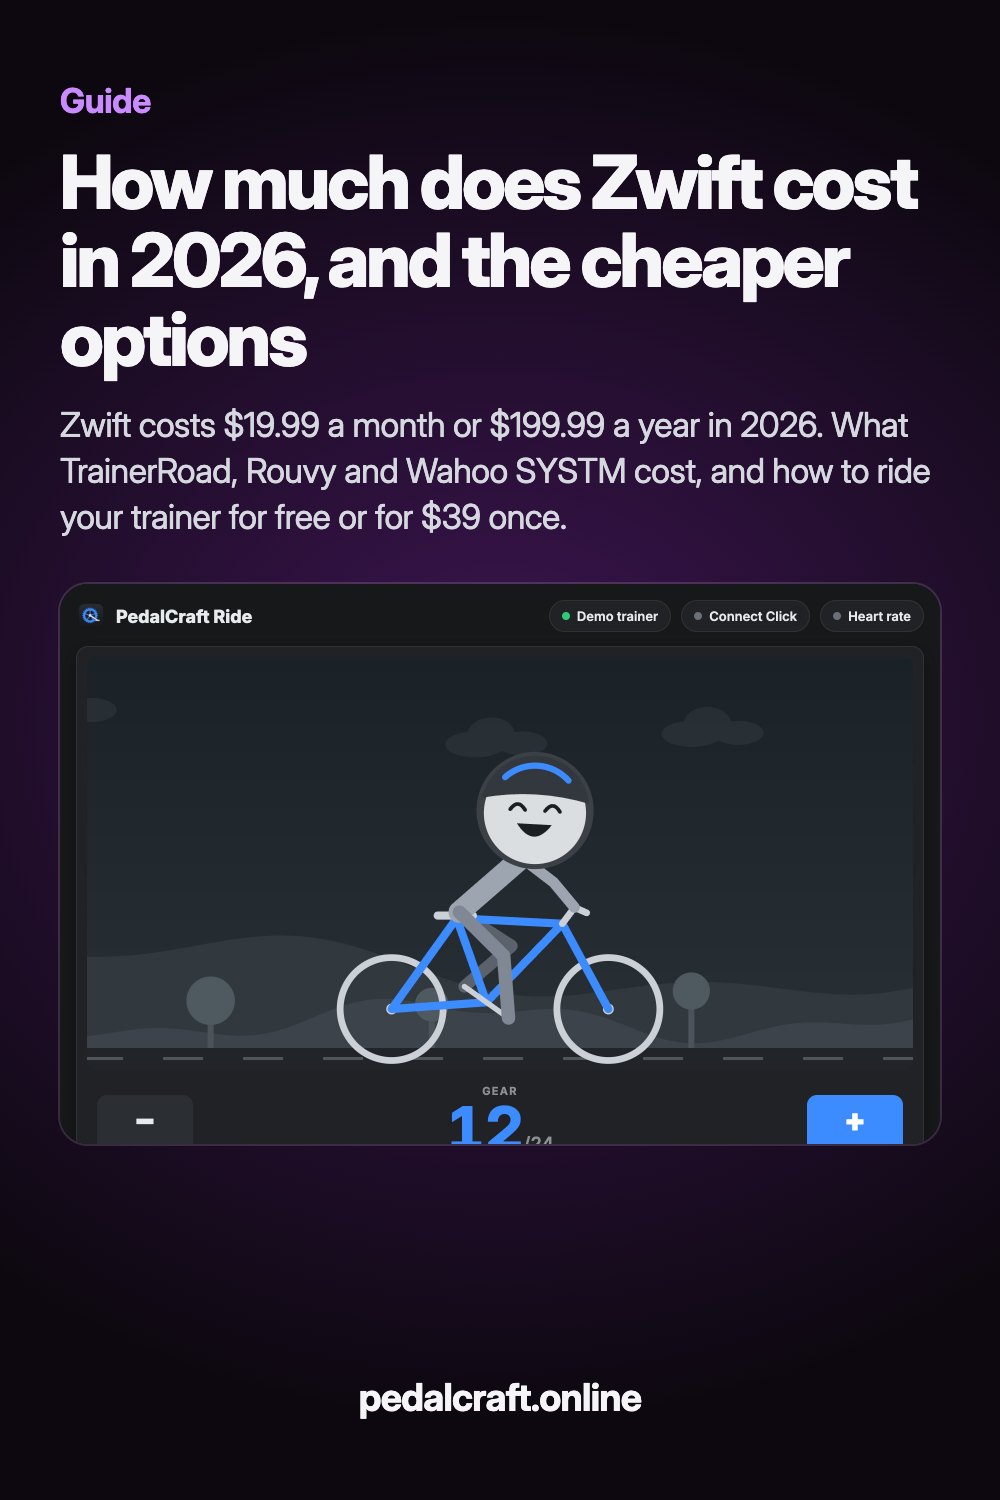 Guide
How much does Zwift cost
in 2026, and the cheaper
options
Zwift costs $19.99 a month or $199.99 a year in 2026. What
TrainerRoad, Rouvy and Wahoo SYSTM cost, and how to ride
your trainer for free or for $39 once.
PedalCraft Ride
Demo trainer
Connect Click
Heart rate
GEAR
−
12/24
+
pedalcraft.online